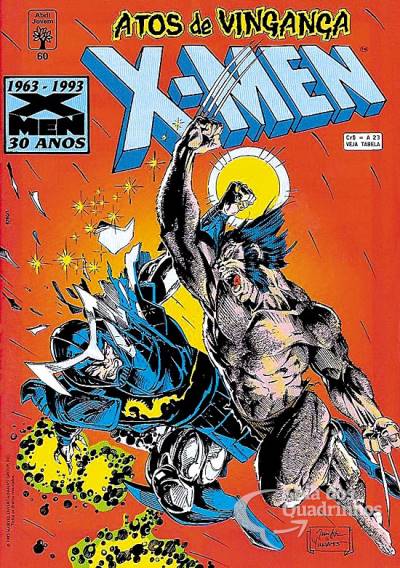 Abril Jovem
60
ATOS de VINGANÇA
X-MEN
1963 - 1993
X
MEN
30 ANOS
Cr$ = A 23
VEJA TABELA
Guia dos
Quadrinhos